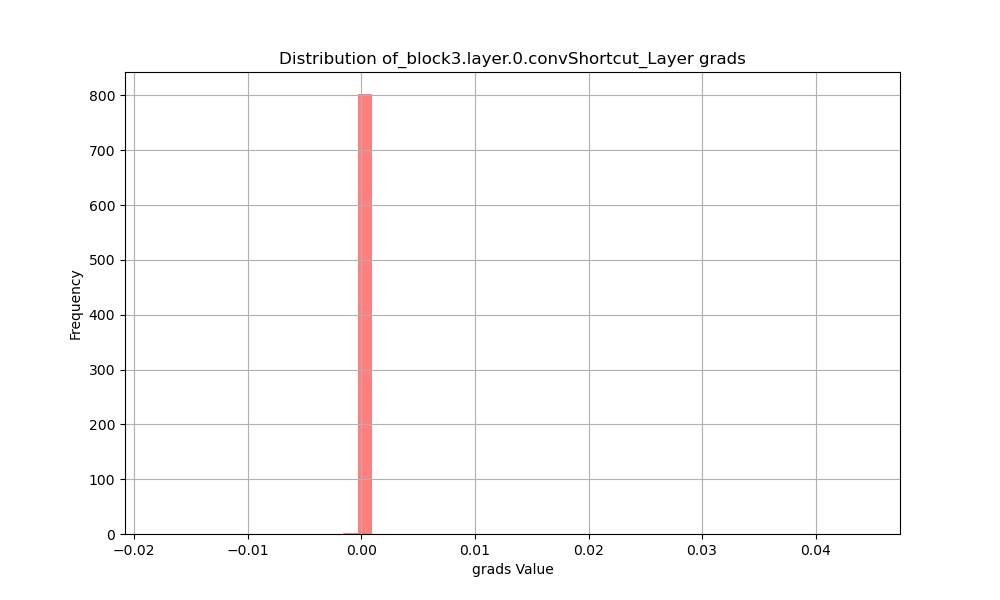 Distribution of_block3.layer.0.convShortcut_Layer grads
Frequency
800
700
600
500
400
300
200
100
0
−0.02 −0.01 0.00 0.01 0.02 0.03 0.04
grads Value